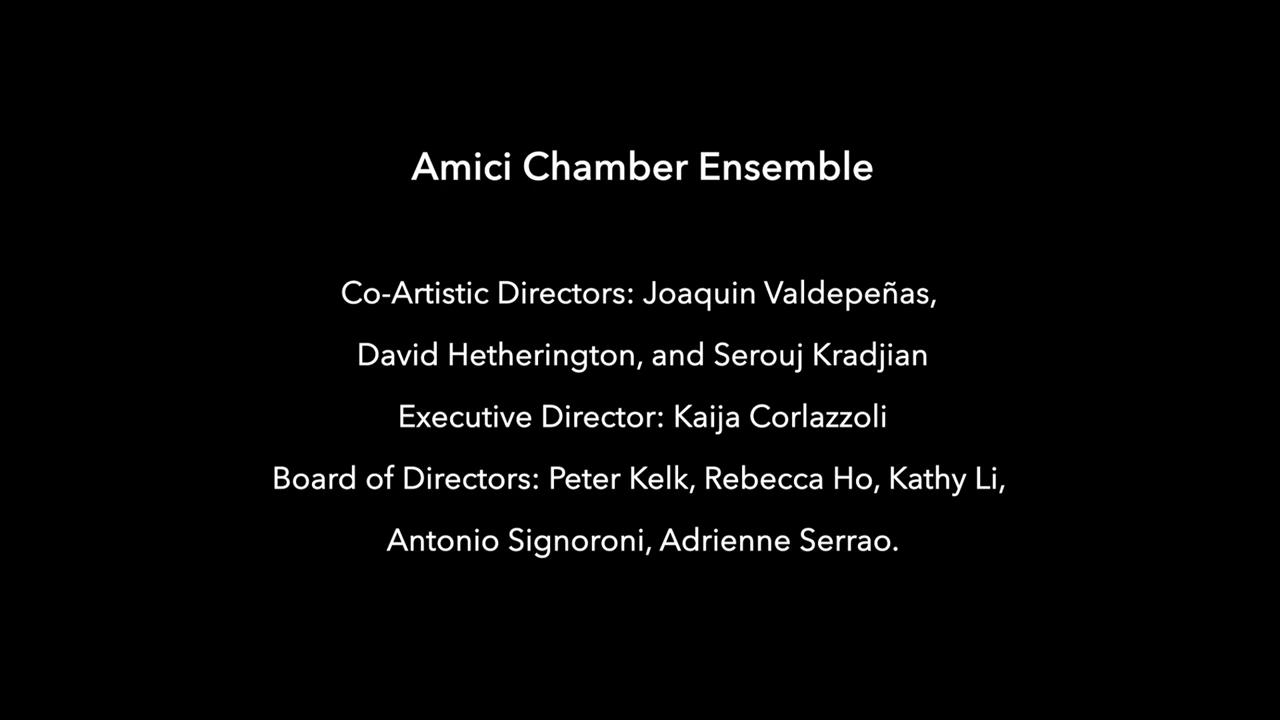 Amici Chamber Ensemble
Co-Artistic Directors: Joaquin Valdepeñas,
David Hetherington, and Serouj Kradjian
Executive Director: Kaija Corlazzoli
Board of Directors: Peter Kelk, Rebecca Ho, Kathy Li,
Antonio Signoroni, Adrienne Serrao.